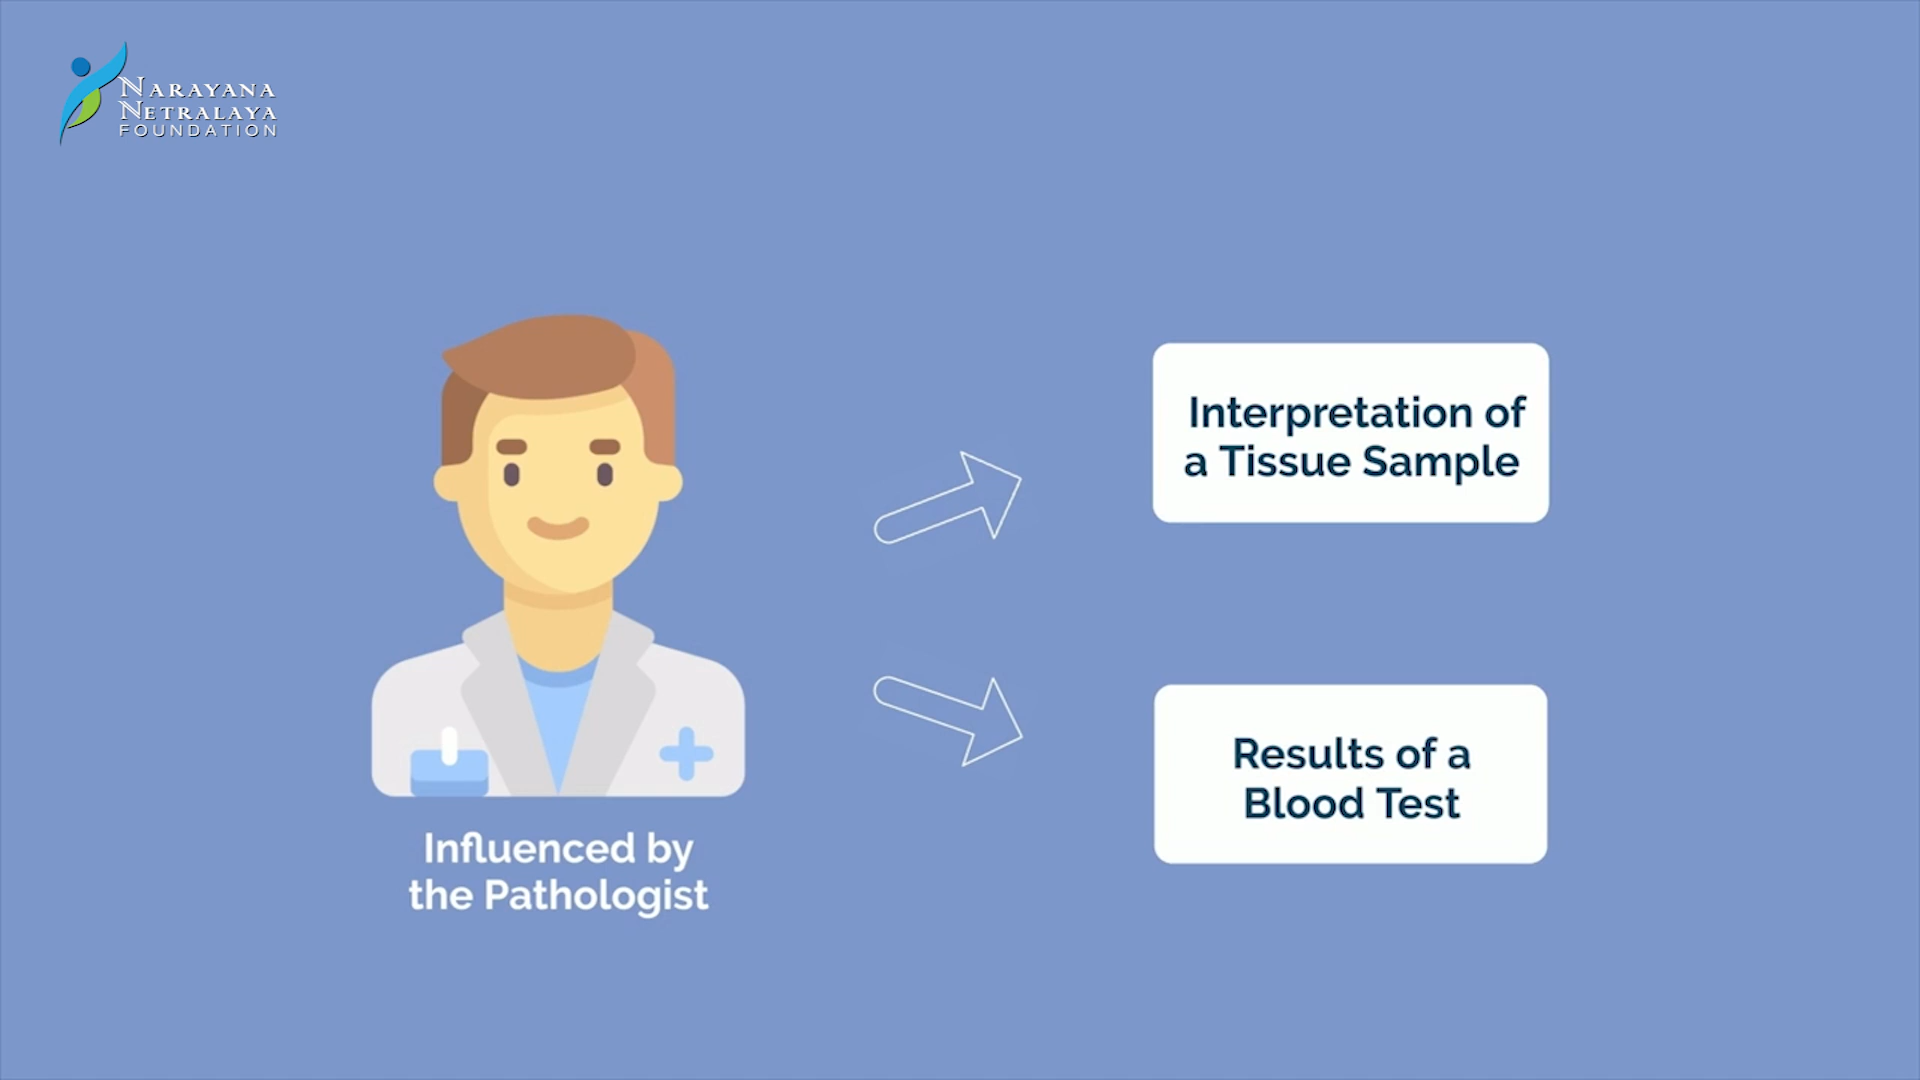 NARAYANA
NETRALAYA
FOUNDATION
Interpretation of
a Tissue Sample
Results of a
Blood Test
Influenced by
the Pathologist